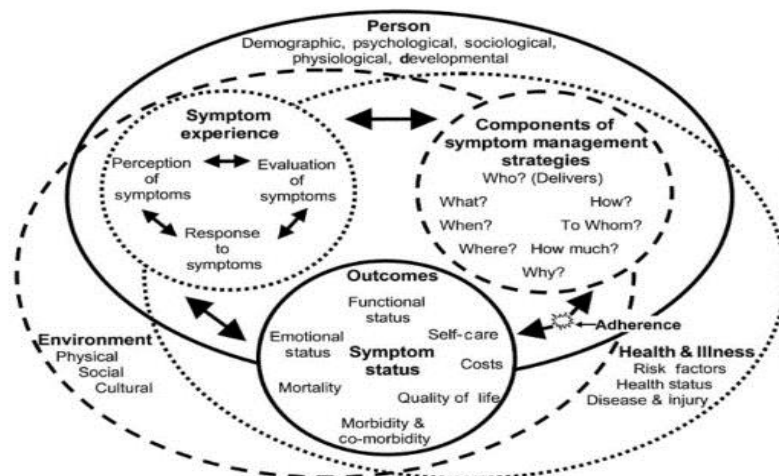 Person
Demographic, psychological, sociological,
physiological, developmental
Symptom
experience
Perception
of
symptoms
Evaluation
of
symptoms
Response
to
symptoms
Components of
symptom management
strategies
Who? (Delivers)
What?
How?
When?
To Whom?
Where?
How much?
Why?
Outcomes
Functional
status
Emotional
status
Self-care
Symptom
status
Costs
Mortality
Quality of life
Morbidity &
co-morbidity
Adherence
Environment
Physical
Social
Cultural
Health & Illness
Risk factors
Health status
Disease & injury